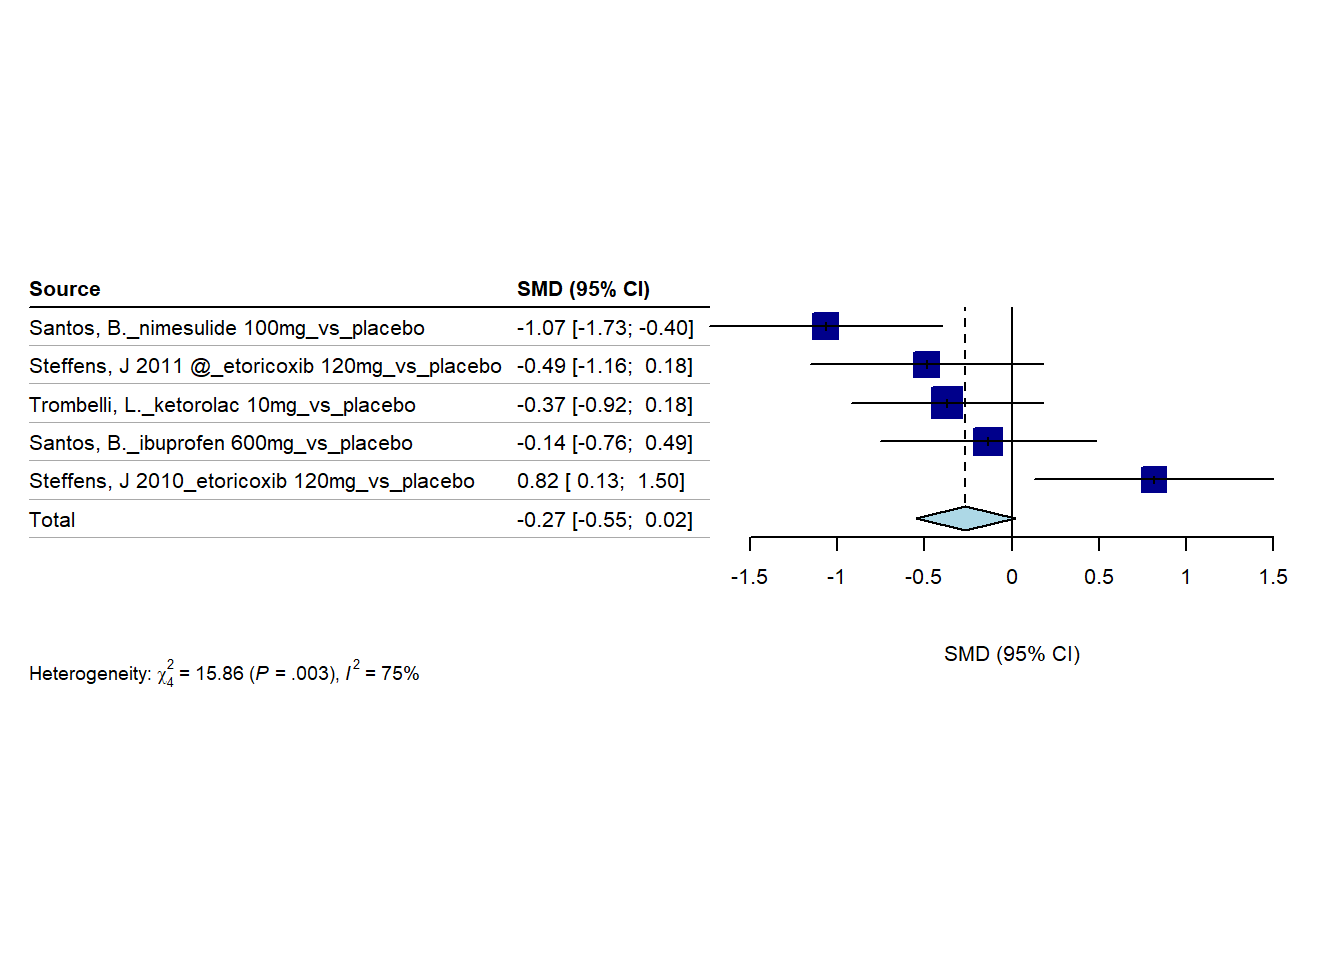 Source SMD (95% CI)
Santos, B._nimesulide 100mg_vs_placebo -1.07 [-1.73; -0.40]
Steffens, J 2011 @_etoricoxib 120mg_vs_placebo -0.49 [-1.16; 0.18]
Trombelli, L._ketorolac 10mg_vs_placebo -0.37 [-0.92; 0.18]
Santos, B._ibuprofen 600mg_vs_placebo -0.14 [-0.76; 0.49]
Steffens, J 2010_etoricoxib 120mg_vs_placebo 0.82 [ 0.13; 1.50]
Total -0.27 [-0.55; 0.02]
-1.5 -1 -0.5 0 0.5 1 1.5
SMD (95% CI)
Heterogeneity: χ²₄ = 15.86 (P = .003), I² = 75%